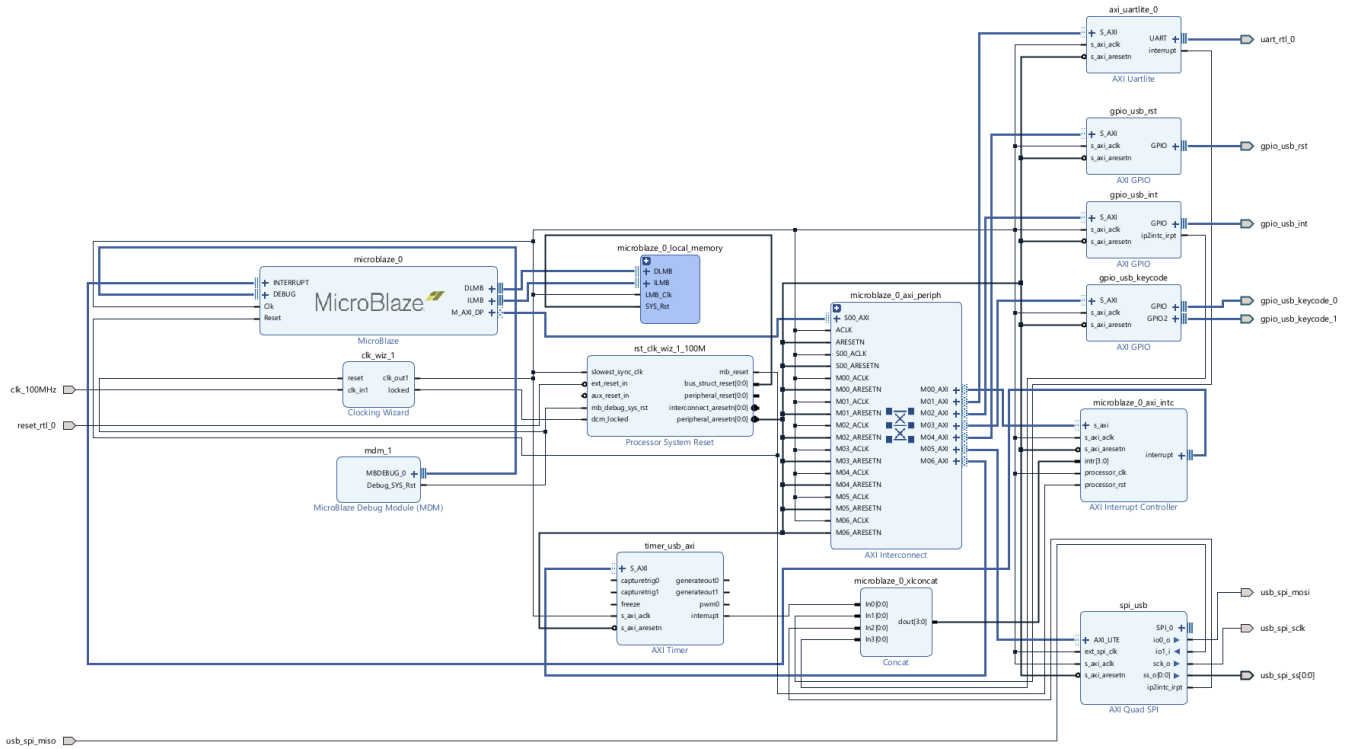 axi_uartlite_0
S_AXI
s_axi_aclk
s_axi_aresetn
UART
interrupt
AXI Uartlite
uart_rtl_0
gpio_usb_rst
S_AXI
s_axi_aclk
s_axi_aresetn
GPIO
AXI GPIO
gpio_usb_rst
gpio_usb_int
S_AXI
s_axi_aclk
s_axi_aresetn
GPIO
ip2intc_irpt
AXI GPIO
gpio_usb_int
gpio_usb_keycode
S_AXI
s_axi_aclk
s_axi_aresetn
GPIO
GPIO2
AXI GPIO
gpio_usb_keycode_0
gpio_usb_keycode_1
microblaze_0
INTERRUPT
DEBUG
Clk
Reset
MicroBlaze
DLMB
ILMB
M_AXI_DP
MicroBlaze
microblaze_0_local_memory
DLMB
ILMB
LMB_Clk
SYS_Rst
clk_100MHz
reset_rtl_0
clk_wiz_1
reset
clk_in1
clk_out1
locked
Clocking Wizard
rst_clk_wiz_1_100M
slowest_sync_clk
ext_reset_in
aux_reset_in
mb_debug_sys_rst
dcm_locked
mb_reset
bus_struct_reset[0:0]
peripheral_reset[0:0]
interconnect_aresetn[0:0]
peripheral_aresetn[0:0]
Processor System Reset
mdm_1
MBDEBUG_0
Debug_SYS_Rst
MicroBlaze Debug Module (MDM)
microblaze_0_axi_periph
S00_AXI
ACLK
ARESETN
S00_ACLK
S00_ARESETN
M00_ACLK
M00_ARESETN
M01_ACLK
M01_ARESETN
M02_ACLK
M02_ARESETN
M03_ACLK
M03_ARESETN
M04_ACLK
M04_ARESETN
M05_ACLK
M05_ARESETN
M06_ACLK
M06_ARESETN
M00_AXI
M01_AXI
M02_AXI
M03_AXI
M04_AXI
M05_AXI
M06_AXI
AXI Interconnect
microblaze_0_axi_intc
s_axi
s_axi_aclk
s_axi_aresetn
intr[3:0]
processor_clk
processor_rst
interrupt
AXI Interrupt Controller
timer_usb_axi
S_AXI
capturetrig0
capturetrig1
freeze
s_axi_aclk
s_axi_aresetn
generateout0
generateout1
pwm0
interrupt
AXI Timer
microblaze_0_xlconcat
In0[0:0]
In1[0:0]
In2[0:0]
In3[0:0]
dout[3:0]
Concat
spi_usb
AXI_LITE
ext_spi_clk
s_axi_aclk
s_axi_aresetn
SPI_0
io0_o
io1_i
sck_o
ss_o[0:0]
ip2intc_irpt
AXI Quad SPI
usb_spi_mosi
usb_spi_sclk
usb_spi_ss[0:0]
usb_spi_miso